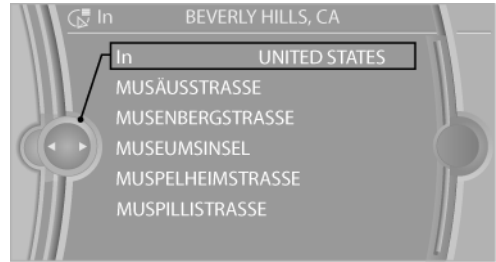 In BEVERLY HILLS, CA
In UNITED STATES
MUSÄUSSTRASSE
MUSENBERGSTRASSE
MUSEUMSINSEL
MUSPELHEIMSTRASSE
MUSPILLISTRASSE